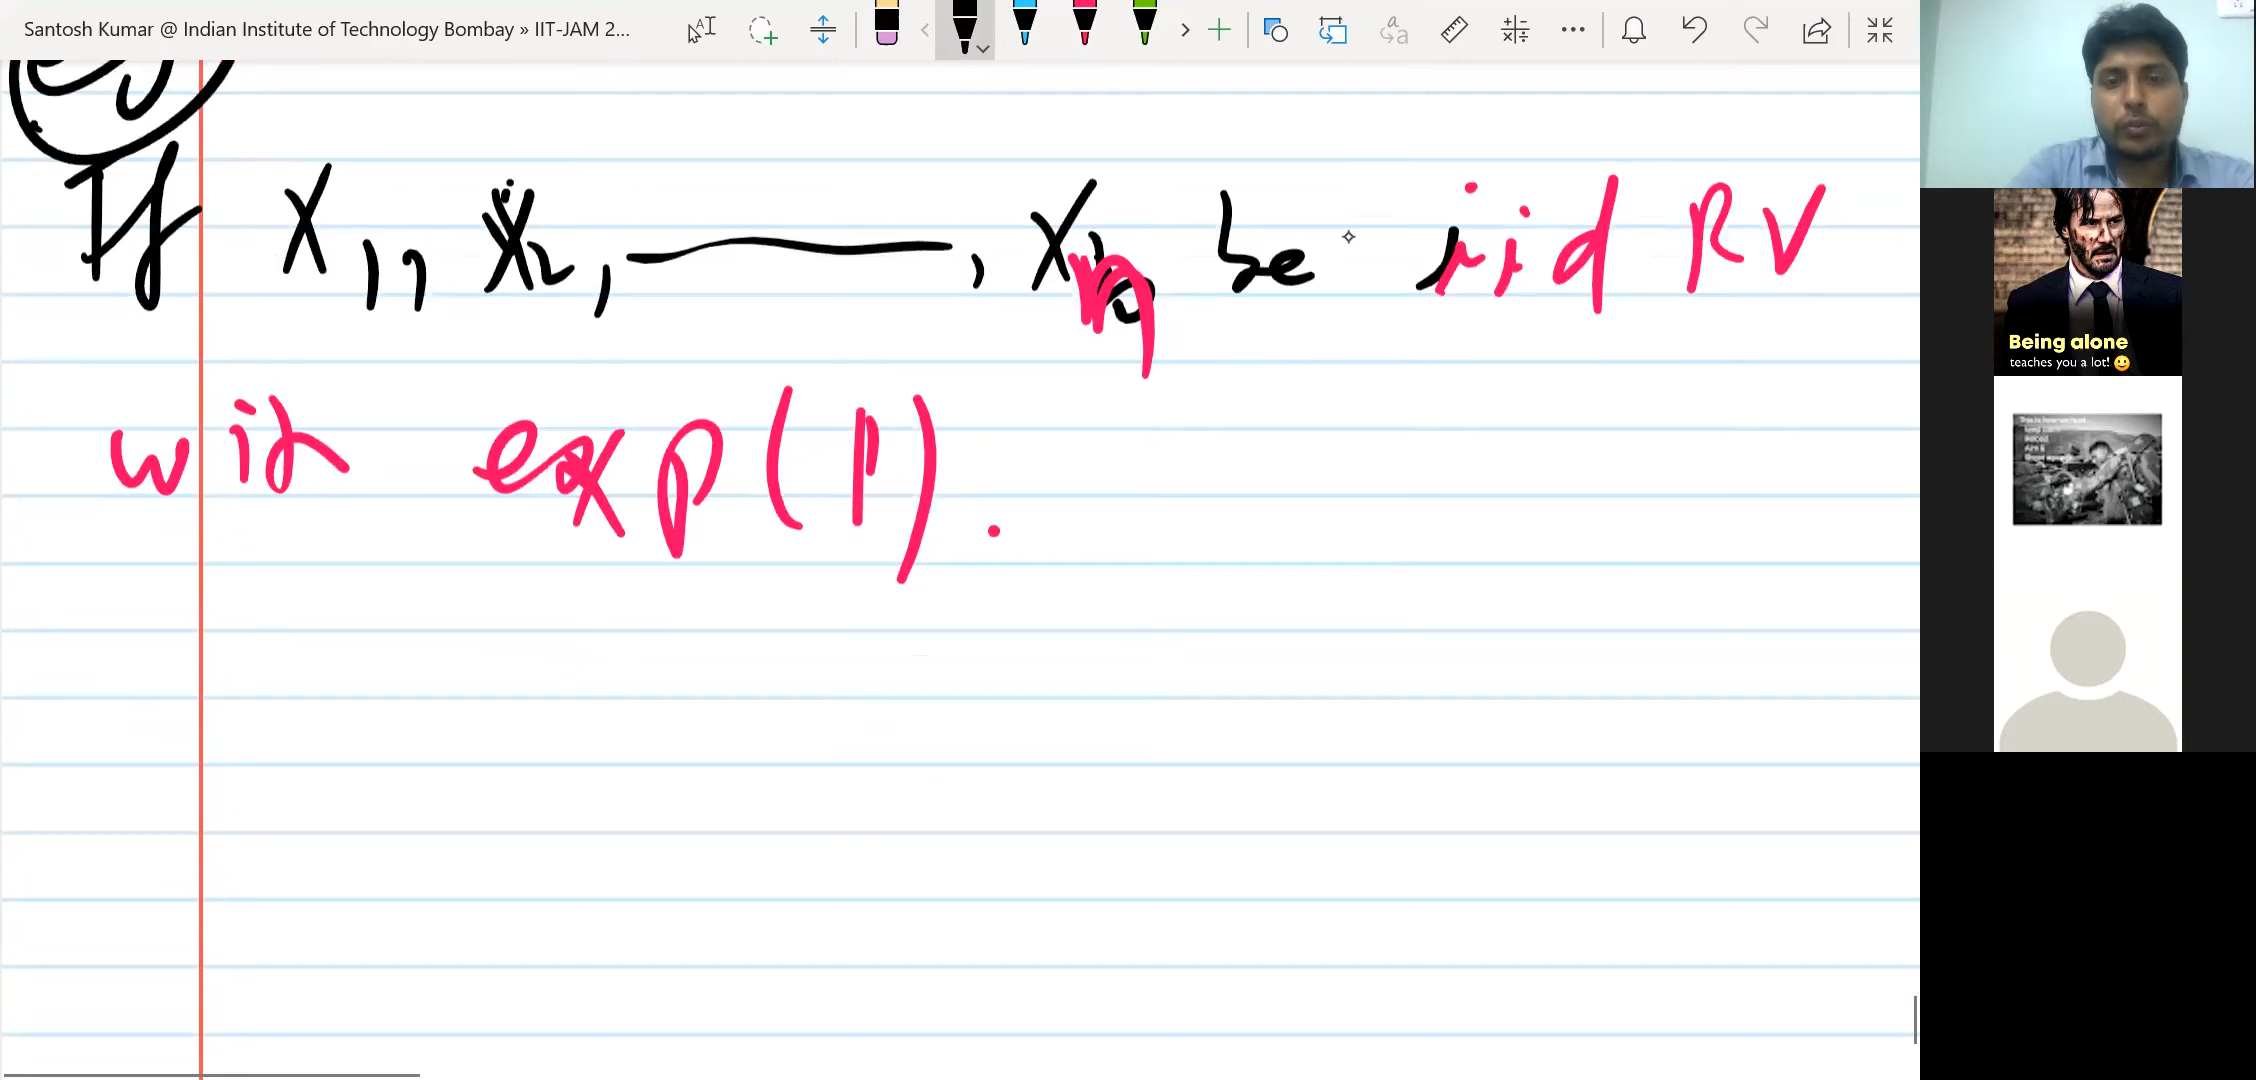 Santosh Kumar @ Indian Institute of Technology Bombay » IIT-JAM 2...
If X₁, X₂, ———, Xn be iid RV
with exp(1).
Being alone
teaches you a lot! 🙂